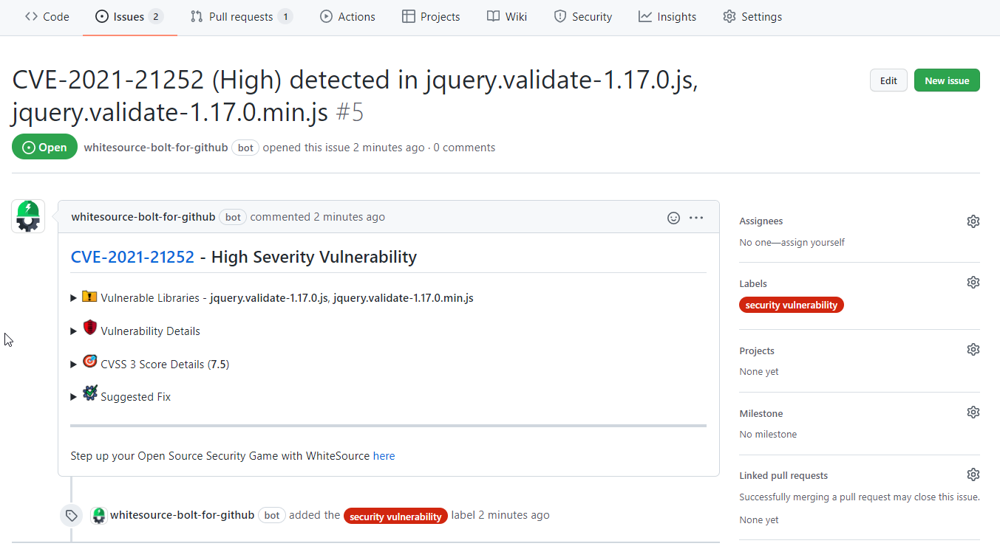 Code Issues 2 Pull requests 1 Actions Projects Wiki Security Insights Settings
CVE-2021-21252 (High) detected in jquery.validate-1.17.0.js,
jquery.validate-1.17.0.min.js #5
Edit New issue
Open whitesource-bolt-for-github bot opened this issue 2 minutes ago · 0 comments
whitesource-bolt-for-github bot commented 2 minutes ago
CVE-2021-21252 - High Severity Vulnerability
Vulnerable Libraries - jquery.validate-1.17.0.js, jquery.validate-1.17.0.min.js
Vulnerability Details
CVSS 3 Score Details (7.5)
Suggested Fix
Step up your Open Source Security Game with WhiteSource here
whitesource-bolt-for-github bot added the security vulnerability label 2 minutes ago
Assignees
No one—assign yourself
Labels
security vulnerability
Projects
None yet
Milestone
No milestone
Linked pull requests
Successfully merging a pull request may close this issue.
None yet